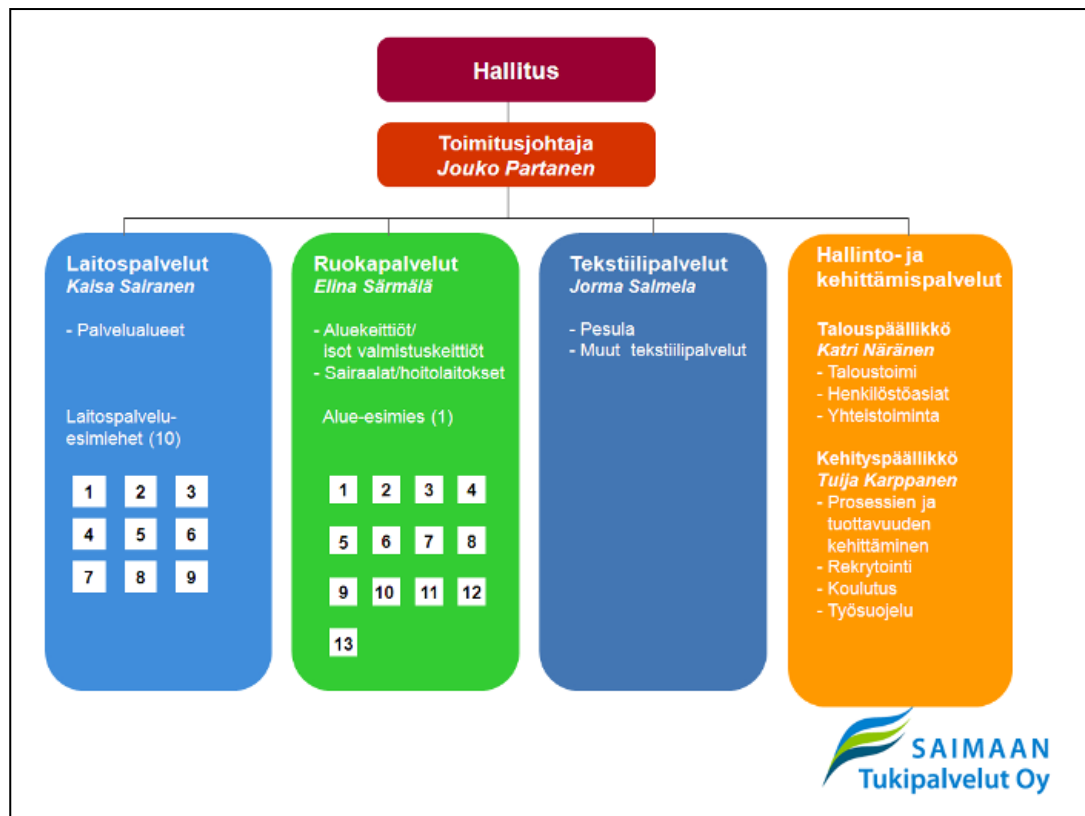 Hallitus
Toimitusjohtaja
Jouko Partanen
Laitospalvelut
Kaisa Sairanen
- Palvelualueet
Laitospalvelu-
esimiehet (10)
1 2 3
4 5 6
7 8 9
Ruokapalvelut
Elina Särmälä
- Aluekeittiöt/
isot valmistuskeittiöt
- Sairaalat/hoitolaitokset
Alue-esimies (1)
1 2 3 4
5 6 7 8
9 10 11 12
13
Tekstiilipalvelut
Jorma Salmela
- Pesula
- Muut tekstiilipalvelut
Hallinto- ja
kehittämispalvelut
Talouspäällikkö
Katri Näränen
- Taloustoimi
- Henkilöstöasiat
- Yhteistoiminta
Kehityspäällikkö
Tuija Karppanen
- Prosessien ja
tuottavuuden
kehittäminen
- Rekrytointi
- Koulutus
- Työsuojelu
SAIMAAN
Tukipalvelut Oy